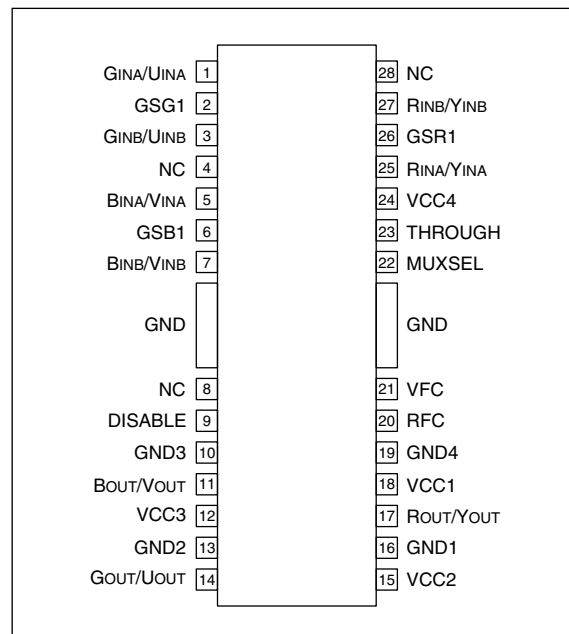 GINA/UINA 1 28 NC
GSG1 2 27 RINB/YINB
GINB/UINB 3 26 GSR1
NC 4 25 RINA/YINA
BINA/VINA 5 24 VCC4
GSB1 6 23 THROUGH
BINB/VINB 7 22 MUXSEL
GND GND
NC 8 21 VFC
DISABLE 9 20 RFC
GND3 10 19 GND4
BOUT/VOUT 11 18 VCC1
VCC3 12 17 ROUT/YOUT
GND2 13 16 GND1
GOUT/UOUT 14 15 VCC2